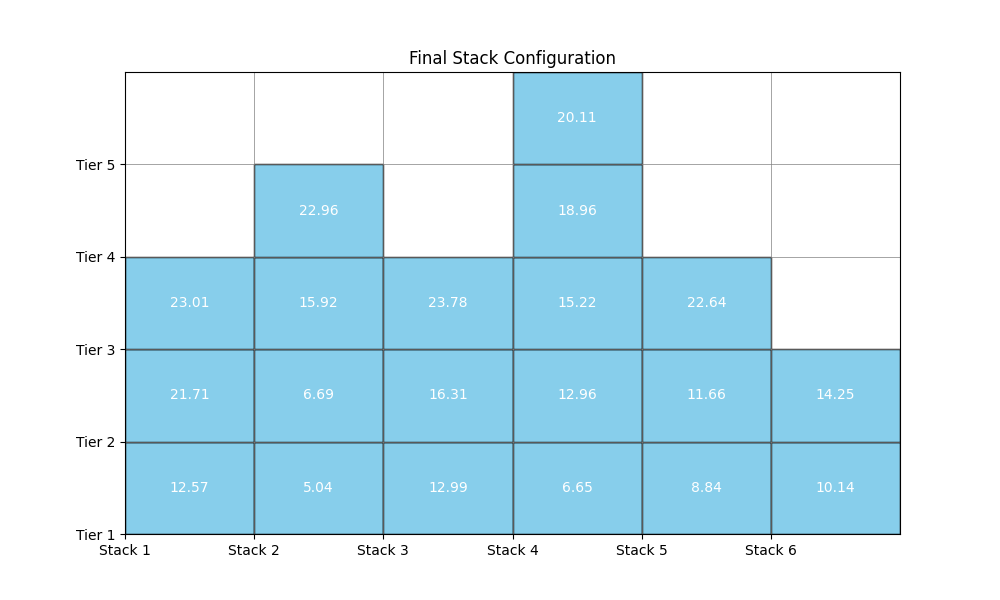 Final Stack Configuration
20.11
Tier 5
22.96 18.96
Tier 4
23.01 15.92 23.78 15.22 22.64
Tier 3
21.71 6.69 16.31 12.96 11.66 14.25
Tier 2
12.57 5.04 12.99 6.65 8.84 10.14
Tier 1
Stack 1 Stack 2 Stack 3 Stack 4 Stack 5 Stack 6